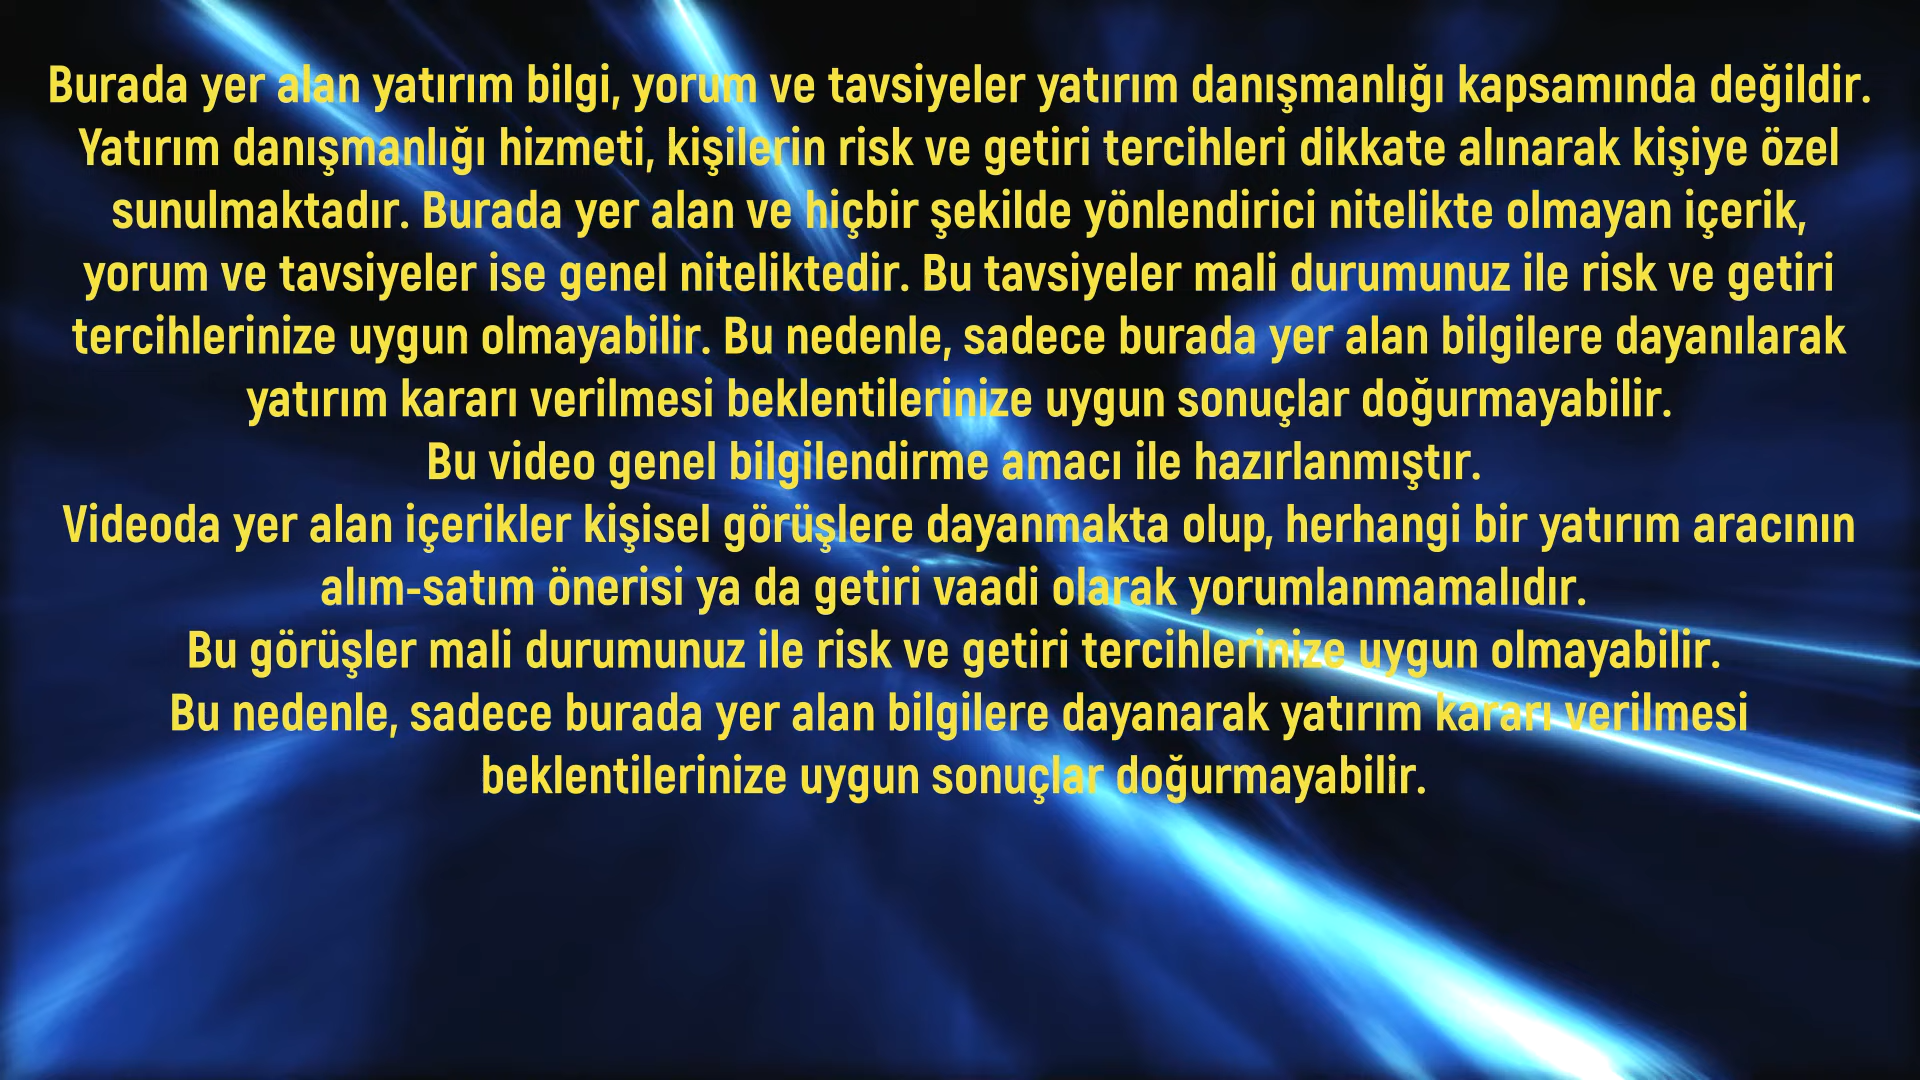 Burada yer alan yatırım bilgi, yorum ve tavsiyeler yatırım danışmanlığı kapsamında değildir.
Yatırım danışmanlığı hizmeti, kişilerin risk ve getiri tercihleri dikkate alınarak kişiye özel
sunulmaktadır. Burada yer alan ve hiçbir şekilde yönlendirici nitelikte olmayan içerik,
yorum ve tavsiyeler ise genel niteliktedir. Bu tavsiyeler mali durumunuz ile risk ve getiri
tercihlerinize uygun olmayabilir. Bu nedenle, sadece burada yer alan bilgilere dayanılarak
yatırım kararı verilmesi beklentilerinize uygun sonuçlar doğurmayabilir.
Bu video genel bilgilendirme amacı ile hazırlanmıştır.
Videoda yer alan içerikler kişisel görüşlere dayanmakta olup, herhangi bir yatırım aracının
alım-satım önerisi ya da getiri vaadi olarak yorumlanmamalıdır.
Bu görüşler mali durumunuz ile risk ve getiri tercihlerinize uygun olmayabilir.
Bu nedenle, sadece burada yer alan bilgilere dayanarak yatırım kararı verilmesi
beklentilerinize uygun sonuçlar doğurmayabilir.